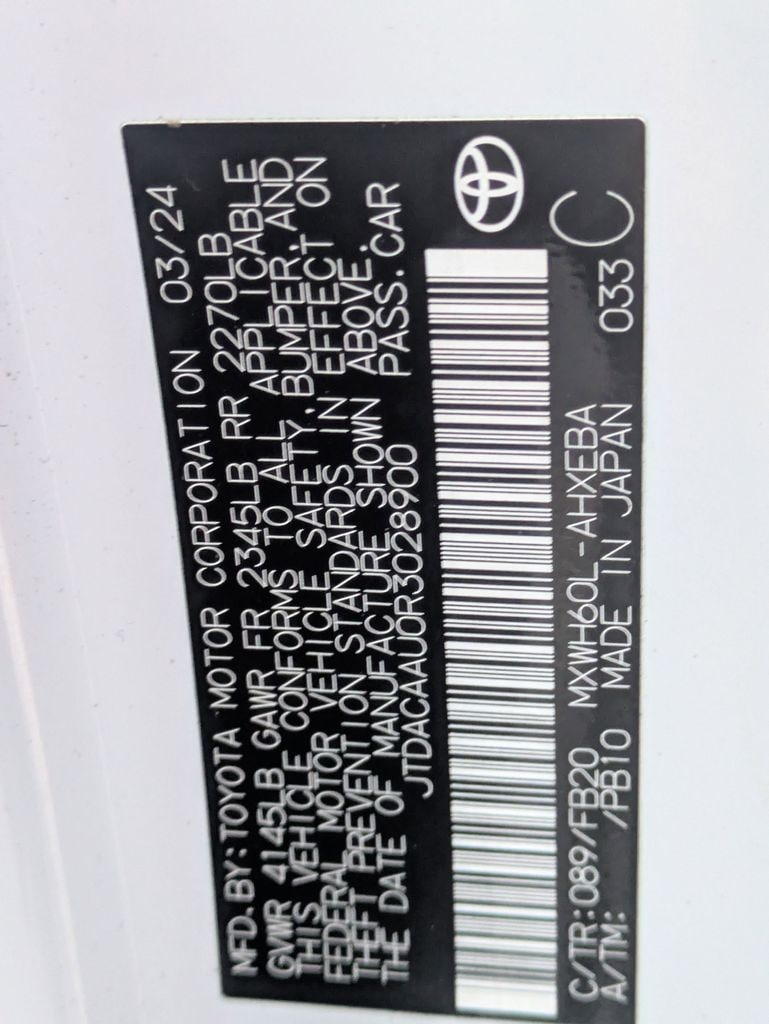 MFD. BY: TOYOTA MOTOR CORPORATION 03/24
GVWR 4145LB GAWR FR 2345LB RR 2270LB
THIS VEHICLE CONFORMS TO ALL APPLICABLE
FEDERAL MOTOR VEHICLE SAFETY, BUMPER, AND
THEFT PREVENTION STANDARDS IN EFFECT ON
THE DATE OF MANUFACTURE SHOWN ABOVE.
JTDACAAU0R3028900 PASS. CAR
C/TR: 089/FB20 MXWH60L-AHXEBA
A/TM: /PB10 MADE IN JAPAN 033 C